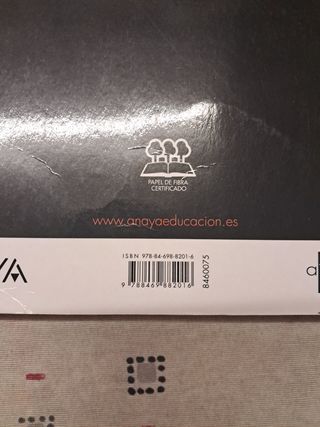 PAPEL DE FIBRA
CERTIFICADO
www.anayaeducacion.es
ISBN 978-84-698-8201-6
9 788469 882016
8460075